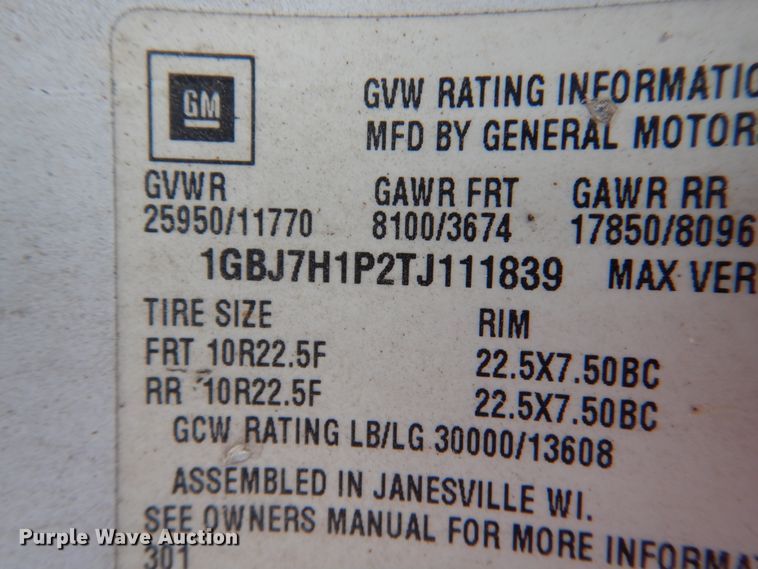 GM
GVW RATING INFORMATIO
MFD BY GENERAL MOTOR
GVWR GAWR FRT GAWR RR
25950/11770 8100/3674 17850/8096
1GBJ7H1P2TJ111839 MAX VER
TIRE SIZE RIM
FRT 10R22.5F 22.5X7.50BC
RR 10R22.5F 22.5X7.50BC
GCW RATING LB/LG 30000/13608
ASSEMBLED IN JANESVILLE WI.
SEE OWNERS MANUAL FOR MORE INFORMA
301
Purple Wave Auction